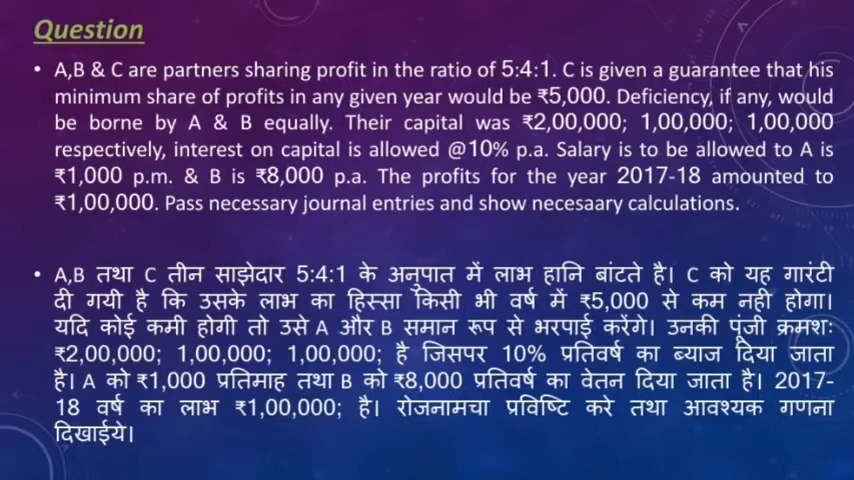 Question
• A,B & C are partners sharing profit in the ratio of 5:4:1. C is given a guarantee that his
minimum share of profits in any given year would be ₹5,000. Deficiency, if any, would
be borne by A & B equally. Their capital was ₹2,00,000; 1,00,000; 1,00,000
respectively, interest on capital is allowed @10% p.a. Salary is to be allowed to A is
₹1,000 p.m. & B is ₹8,000 p.a. The profits for the year 2017-18 amounted to
₹1,00,000. Pass necessary journal entries and show necesaary calculations.
• A,B तथा C तीन साझेदार 5:4:1 के अनुपात में लाभ हानि बांटते है। C को यह गारंटी
दी गयी है कि उसके लाभ का हिस्सा किसी भी वर्ष में ₹5,000 से कम नही होगा।
यदि कोई कमी होगी तो उसे A और B समान रूप से भरपाई करेंगे। उनकी पूंजी क्रमशः
₹2,00,000; 1,00,000; 1,00,000; है जिसपर 10% प्रतिवर्ष का ब्याज दिया जाता
है। A को ₹1,000 प्रतिमाह तथा B को ₹8,000 प्रतिवर्ष का वेतन दिया जाता है। 2017-
18 वर्ष का लाभ ₹1,00,000; है। रोजनामचा प्रविष्टि करे तथा आवश्यक गणना
दिखाईये।